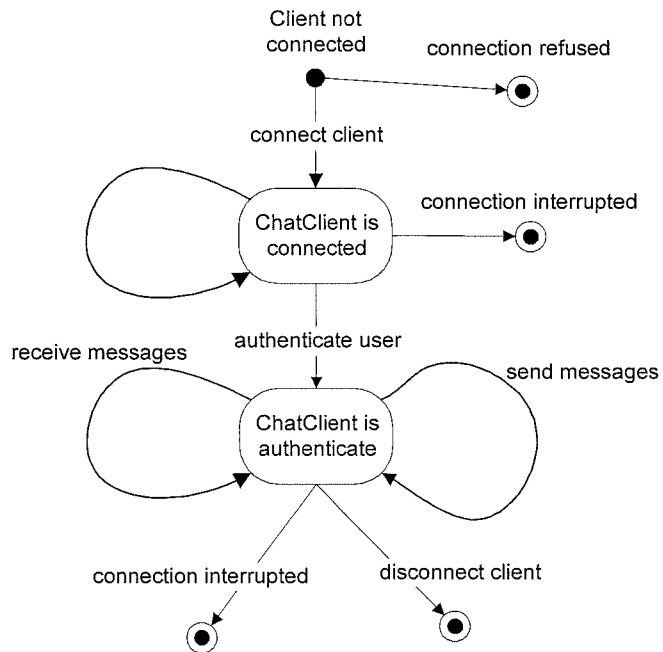 Client not
connected
connection refused
connect client
connection interrupted
ChatClient is
connected
authenticate user
receive messages
send messages
ChatClient is
authenticate
connection interrupted
disconnect client